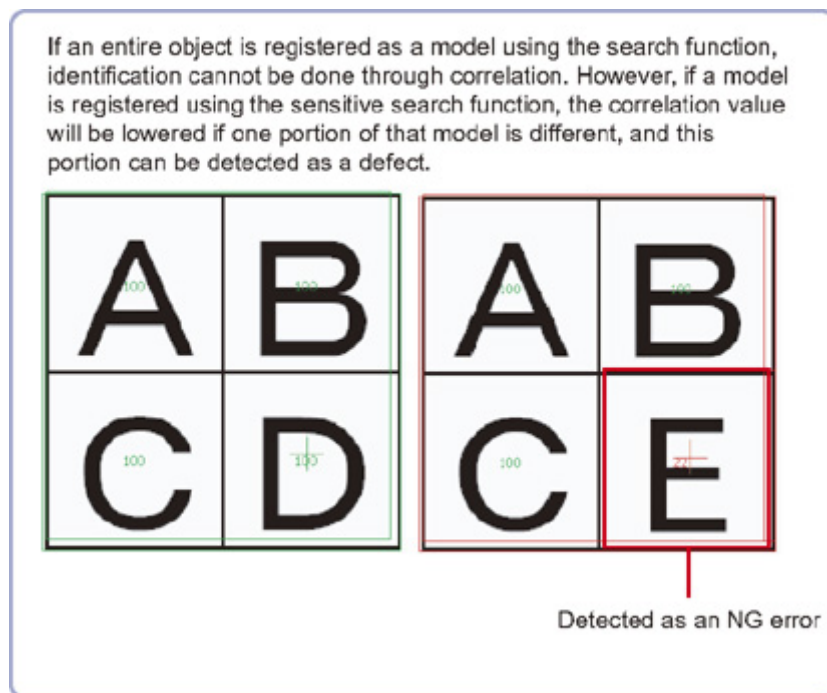 If an entire object is registered as a model using the search function,
identification cannot be done through correlation. However, if a model
is registered using the sensitive search function, the correlation value
will be lowered if one portion of that model is different, and this
portion can be detected as a defect.
A B A B
100 100 100 100
C D C E
100 100 100 22
Detected as an NG error